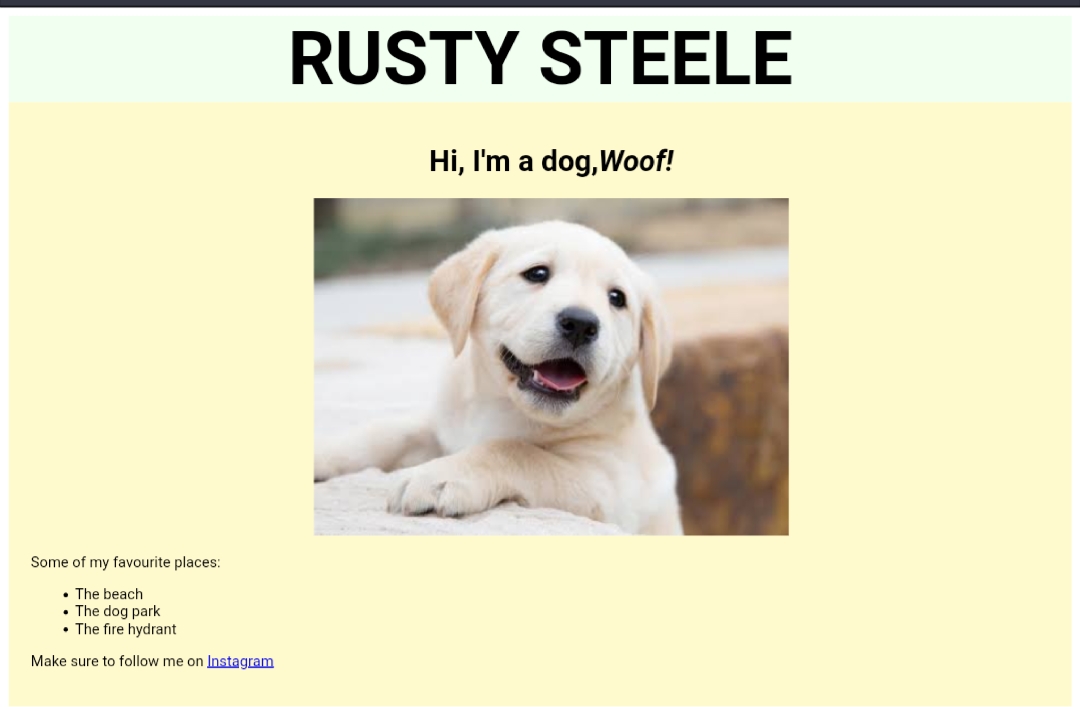 RUSTY STEELE
Hi, I'm a dog,Woof!
Some of my favourite places:
• The beach
• The dog park
• The fire hydrant
Make sure to follow me on Instagram